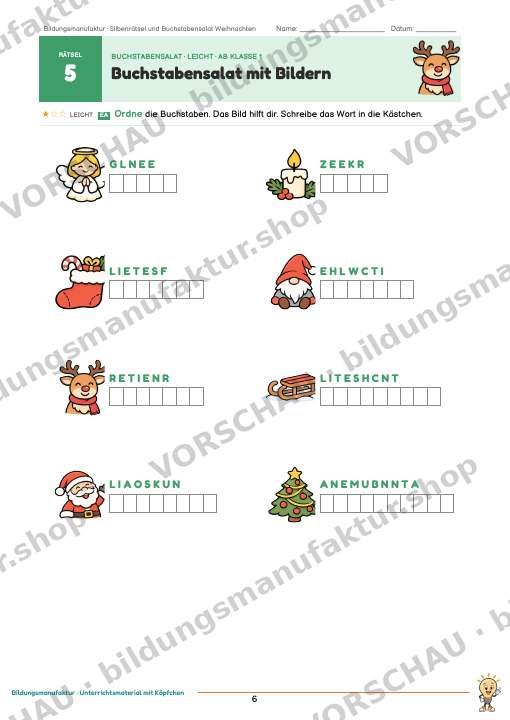 Bildungsmanufaktur · Silbenrätsel und Buchstabensalat Weihnachten Name: Datum:
RÄTSEL
5
BUCHSTABENSALAT · LEICHT · AB KLASSE 1
Buchstabensalat mit Bildern
★☆☆ LEICHT EA Ordne die Buchstaben. Das Bild hilft dir. Schreibe das Wort in die Kästchen.
GLNEE ZEEKR
LIETESF EHLWCTI
RETIENR LITESHCNT
LIAOSKUN ANEMUBNNTA
VORSCHAU · bildungsmanufaktur.shop
Bildungsmanufaktur · Unterrichtsmaterial mit Köpfchen
6